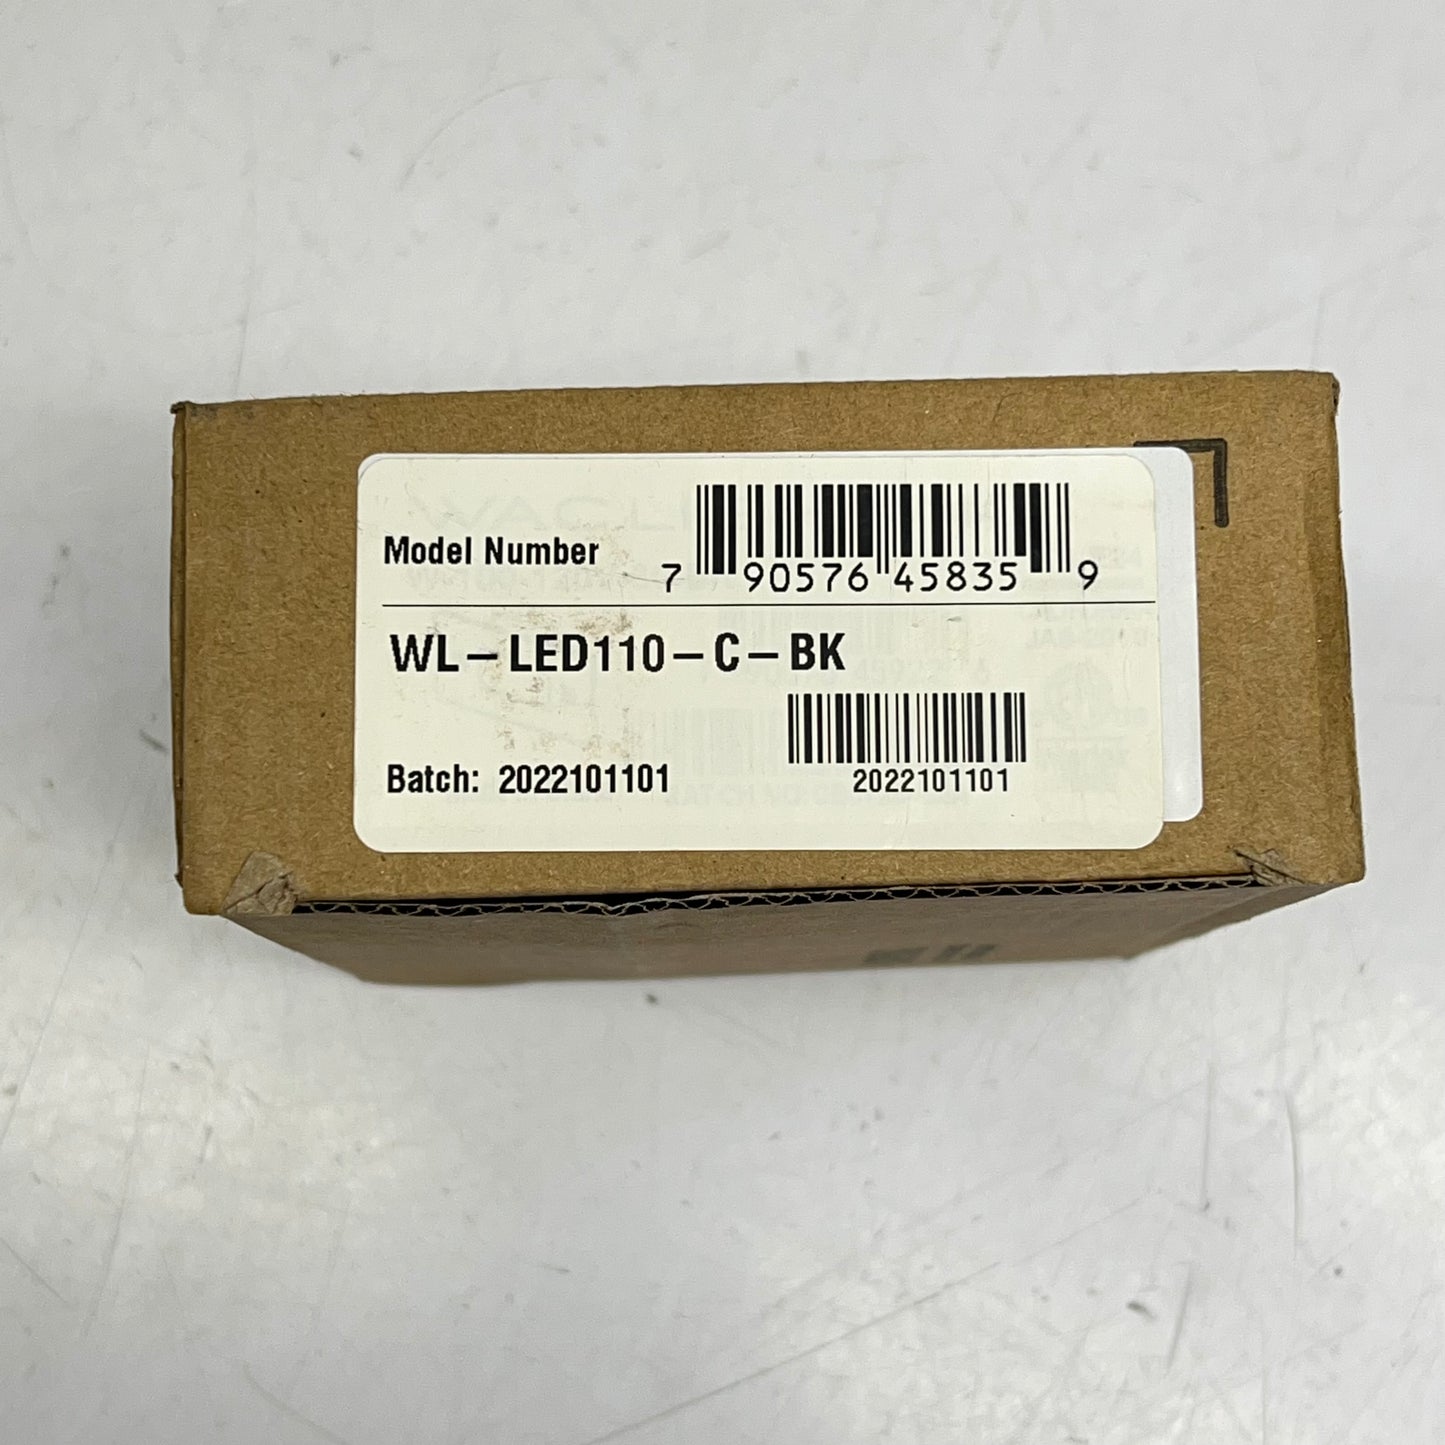 Model Number
7 90576 45835 9
WL-LED110-C-BK
Batch: 2022101101
2022101101